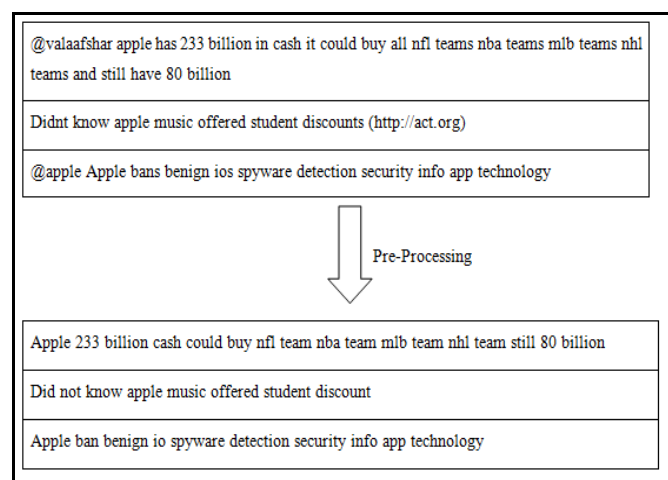 @valaafshar apple has 233 billion in cash it could buy all nfl teams nba teams mlb teams nhl
teams and still have 80 billion
Didnt know apple music offered student discounts (http://act.org)
@apple Apple bans benign ios spyware detection security info app technology
Pre-Processing
Apple 233 billion cash could buy nfl team nba team mlb team nhl team still 80 billion
Did not know apple music offered student discount
Apple ban benign io spyware detection security info app technology